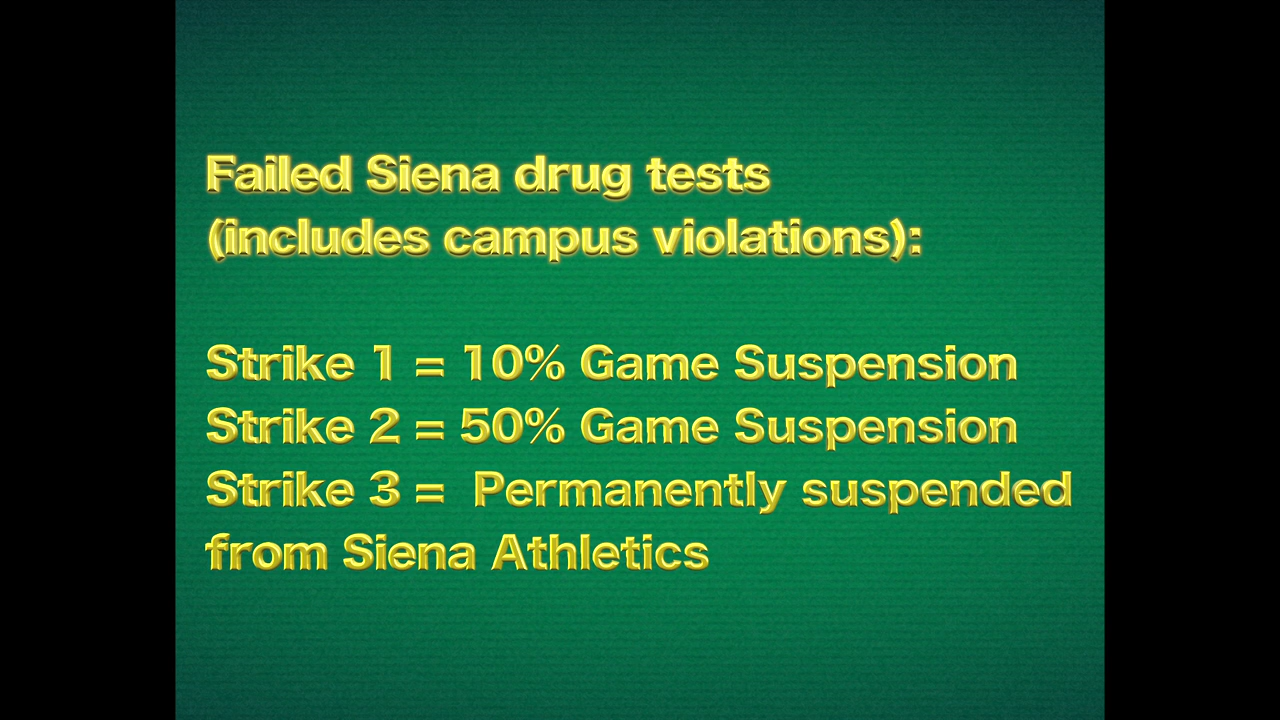 Failed Siena drug tests
(includes campus violations):
Strike 1 = 10% Game Suspension
Strike 2 = 50% Game Suspension
Strike 3 =  Permanently suspended
from Siena Athletics